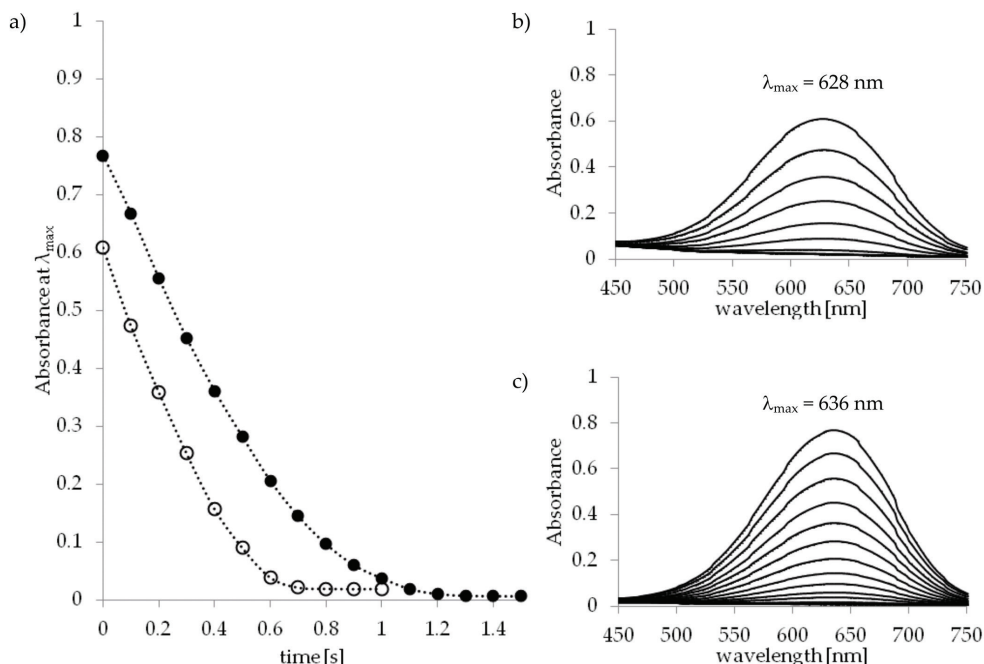 a)
1
0.9
0.8
0.7
0.6
0.5
0.4
0.3
0.2
0.1
0
Absorbance at λmax
0 0.2 0.4 0.6 0.8 1 1.2 1.4
time [s]
b)
1
0.8
0.6
0.4
0.2
0
Absorbance
λmax = 628 nm
450 500 550 600 650 700 750
wavelength [nm]
c)
1
0.8
0.6
0.4
0.2
0
Absorbance
λmax = 636 nm
450 500 550 600 650 700 750
wavelength [nm]